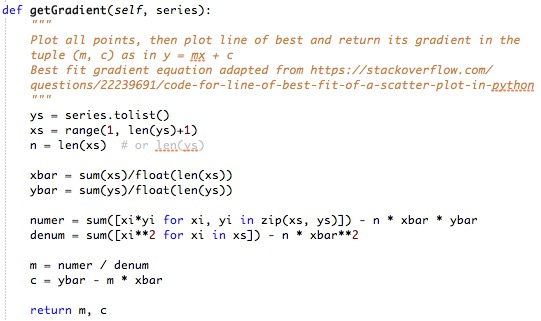 def getGradient(self, series):
    """
    Plot all points, then plot line of best and return its gradient in the
    tuple (m, c) as in y = mx + c
    Best fit gradient equation adapted from https://stackoverflow.com/
    questions/22239691/code-for-line-of-best-fit-of-a-scatter-plot-in-python
    """
    ys = series.tolist()
    xs = range(1, len(ys)+1)
    n = len(xs)  # or len(ys)

    xbar = sum(xs)/float(len(xs))
    ybar = sum(ys)/float(len(ys))

    numer = sum([xi*yi for xi, yi in zip(xs, ys)]) - n * xbar * ybar
    denum = sum([xi**2 for xi in xs]) - n * xbar**2

    m = numer / denum
    c = ybar - m * xbar

    return m, c